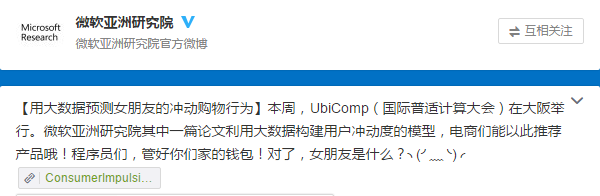 Microsoft
Research
微软亚洲研究院
微软亚洲研究院官方微博
互相关注
【用大数据预测女朋友的冲动购物行为】本周，UbiComp（国际普适计算大会）在大阪举
行。微软亚洲研究院其中一篇论文利用大数据构建用户冲动度的模型，电商们能以此推荐
产品哦！程序员们，管好你们家的钱包！对了，女朋友是什么？╮(╯﹏╰)╭
ConsumerImpulsi...